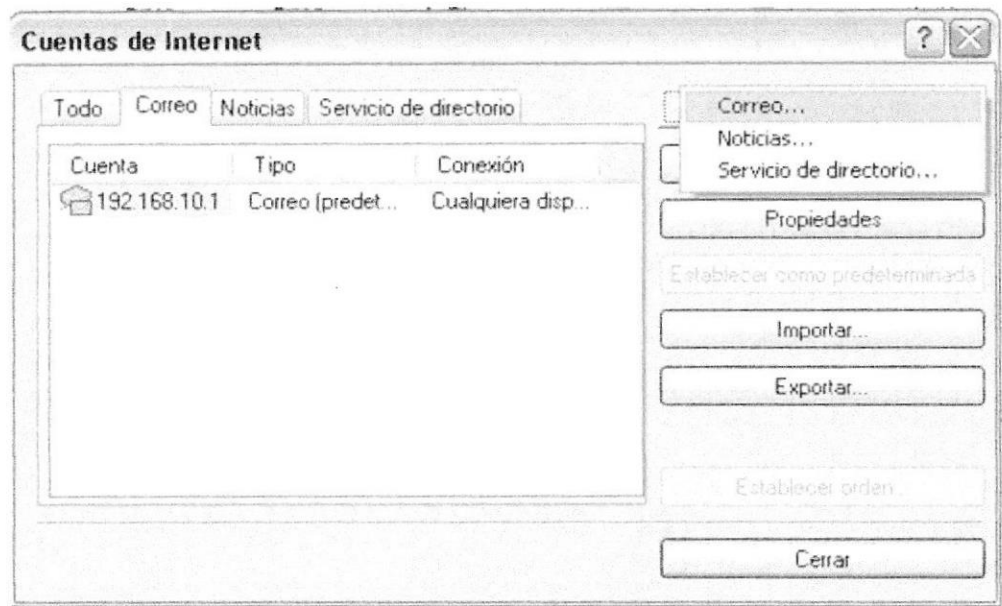 Cuentas de Internet
Todo Correo Noticias Servicio de directorio
Cuenta Tipo Conexión
192.168.10.1 Correo (predet... Cualquiera disp...
Correo...
Noticias...
Servicio de directorio...
Propiedades
Establecer como predeterminada
Importar...
Exportar...
Establecer orden...
Cerrar